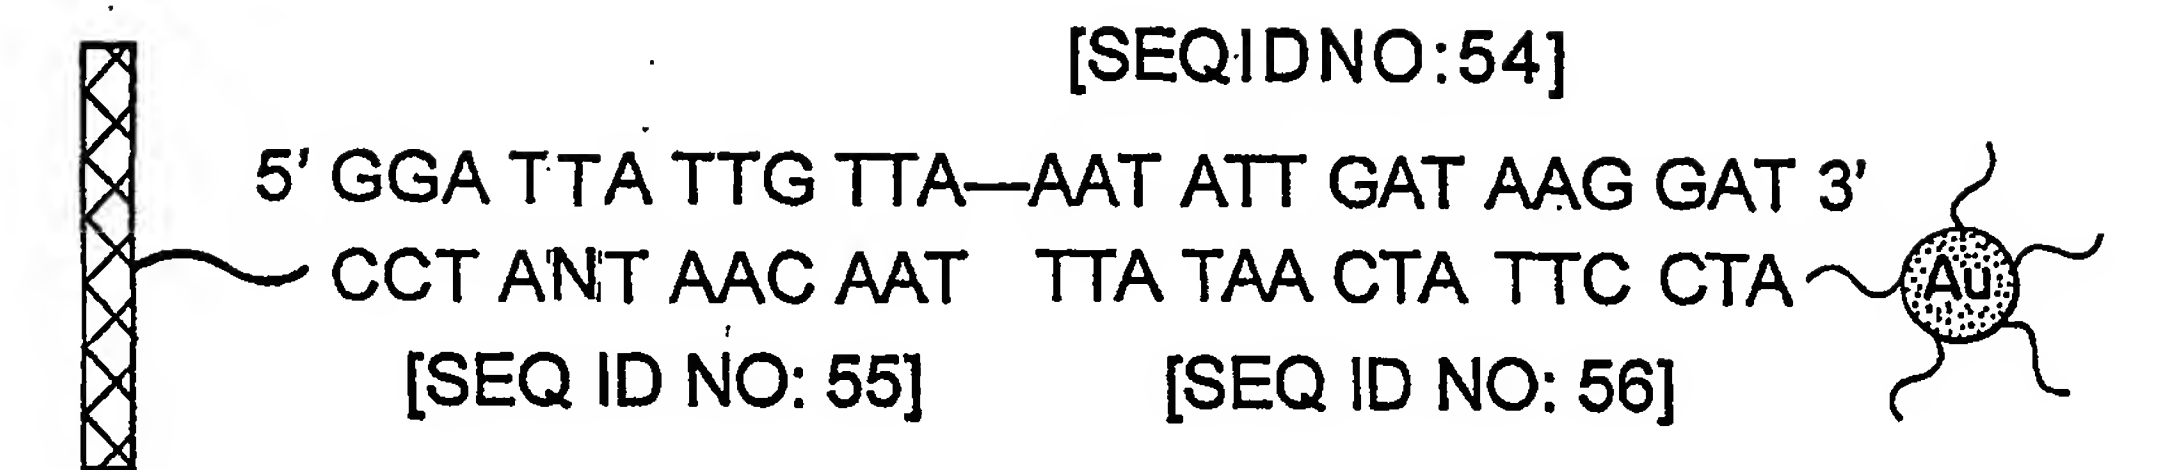 [SEQ ID NO: 54]
5' GGA TTA TTG TTA—AAT ATT GAT AAG GAT 3'
CCT ANT AAC AAT TTA TAA CTA TTC CTA Au
[SEQ ID NO: 55] [SEQ ID NO: 56]